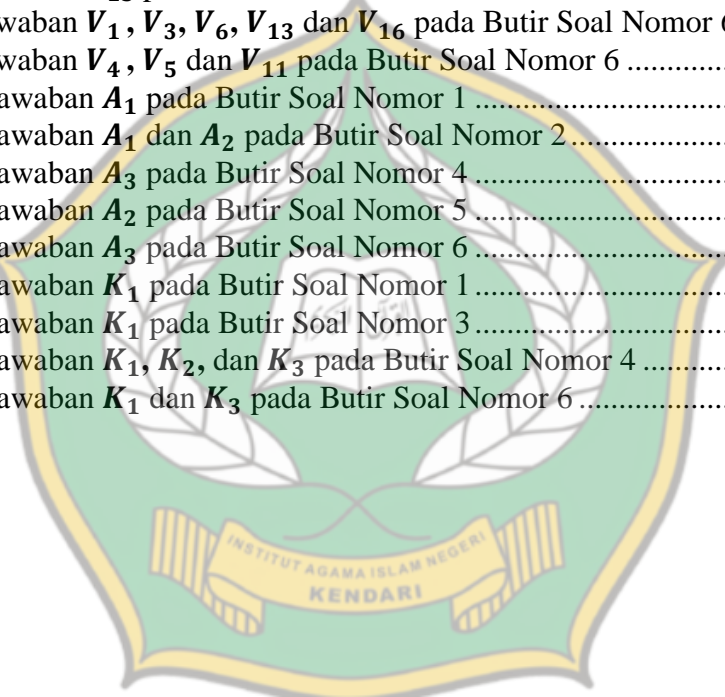 waban V₁, V₃, V₆, V₁₃ dan V₁₆ pada Butir Soal Nomor 6
waban V₄, V₅ dan V₁₁ pada Butir Soal Nomor 6 ................
awaban A₁ pada Butir Soal Nomor 1 ........................................
awaban A₁ dan A₂ pada Butir Soal Nomor 2 .........................
awaban A₃ pada Butir Soal Nomor 4 ........................................
awaban A₂ pada Butir Soal Nomor 5 ........................................
awaban A₃ pada Butir Soal Nomor 6 ........................................
awaban K₁ pada Butir Soal Nomor 1 ........................................
awaban K₁ pada Butir Soal Nomor 3 ........................................
awaban K₁, K₂, dan K₃ pada Butir Soal Nomor 4 .............
awaban K₁ dan K₃ pada Butir Soal Nomor 6 .......................
INSTITUT AGAMA ISLAM NEGERI
KENDARI